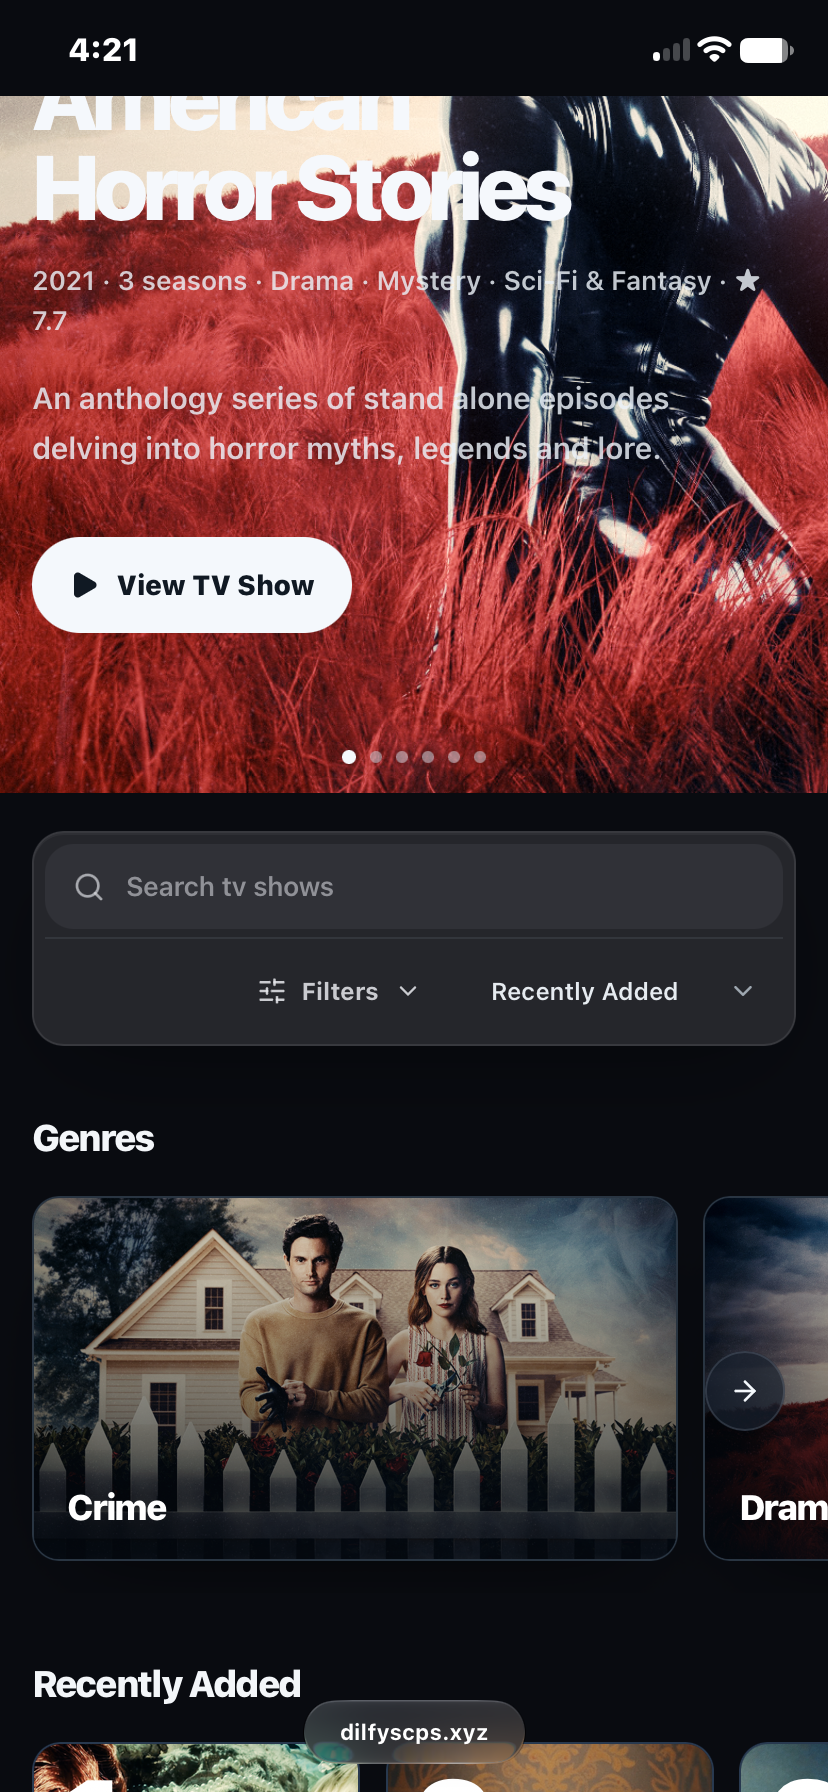 4:21
American
Horror Stories
2021 · 3 seasons · Drama · Mystery · Sci-Fi & Fantasy · ★
7.7
An anthology series of stand alone episodes
delving into horror myths, legends and lore.
View TV Show
Search tv shows
Filters
Recently Added
Genres
Crime
Dram
Recently Added
dilfyscps.xyz